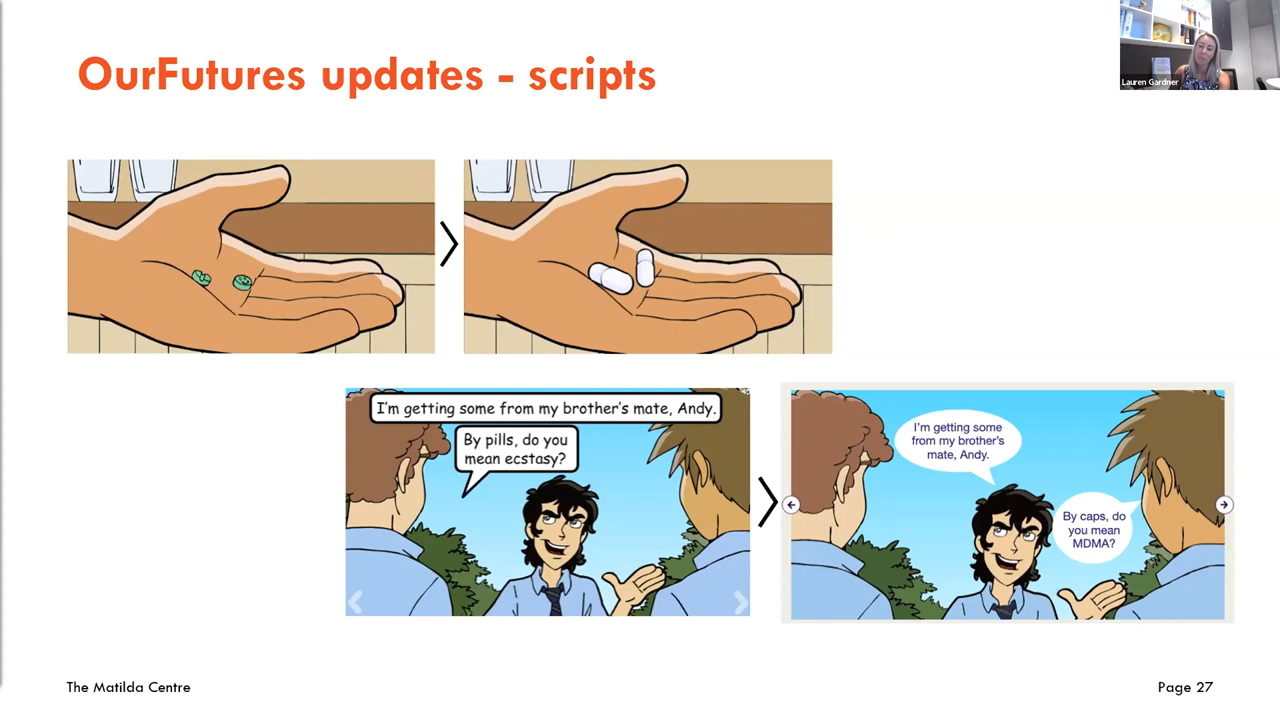 OurFutures updates - scripts
Lauren Gardner
I'm getting some from my brother's mate, Andy.
By pills, do you
mean ecstasy?
I'm getting some
from my brother's
mate, Andy.
By caps, do
you mean
MDMA?
The Matilda Centre
Page 27